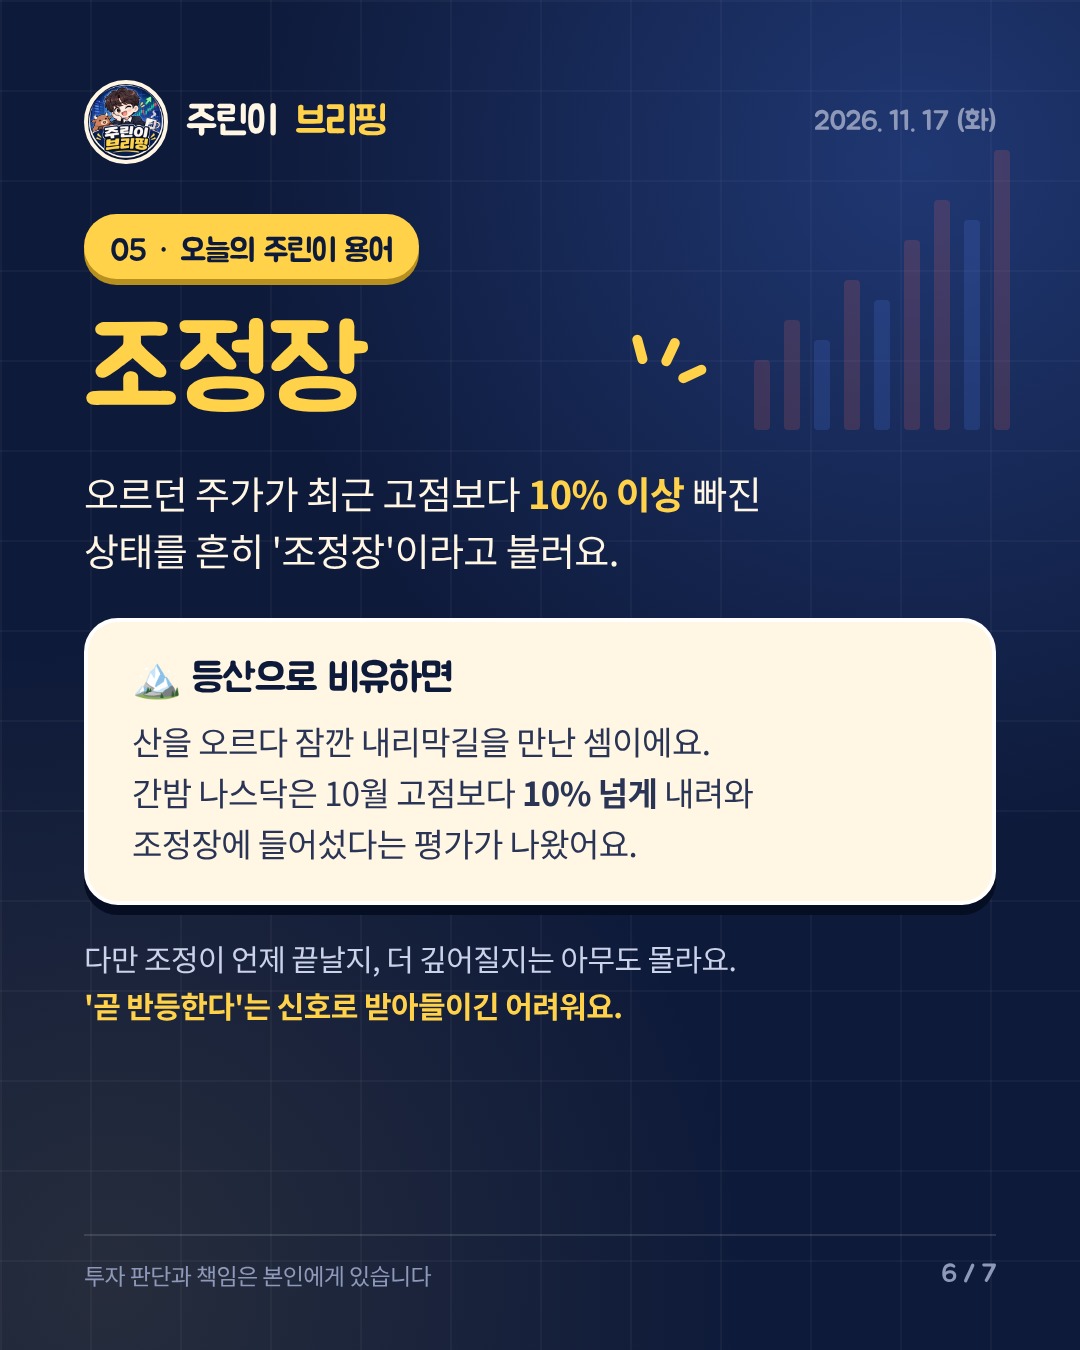 주린이 브리핑
주린이
브리핑
2026. 11. 17 (화)
05 · 오늘의 주린이 용어
조정장
오르던 주가가 최근 고점보다 10% 이상 빠진
상태를 흔히 '조정장'이라고 불러요.
등산으로 비유하면
산을 오르다 잠깐 내리막길을 만난 셈이에요.
간밤 나스닥은 10월 고점보다 10% 넘게 내려와
조정장에 들어섰다는 평가가 나왔어요.
다만 조정이 언제 끝날지, 더 깊어질지는 아무도 몰라요.
'곧 반등한다'는 신호로 받아들이긴 어려워요.
투자 판단과 책임은 본인에게 있습니다
6 / 7